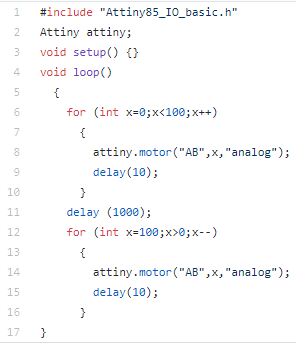 1 #include "Attiny85_IO_basic.h"
2 Attiny attiny;
3 void setup() {}
4 void loop()
5 {
6 for (int x=0;x<100;x++)
7 {
8 attiny.motor("AB",x,"analog");
9 delay(10);
10 }
11 delay (1000);
12 for (int x=100;x>0;x--)
13 {
14 attiny.motor("AB",x,"analog");
15 delay(10);
16 }
17 }